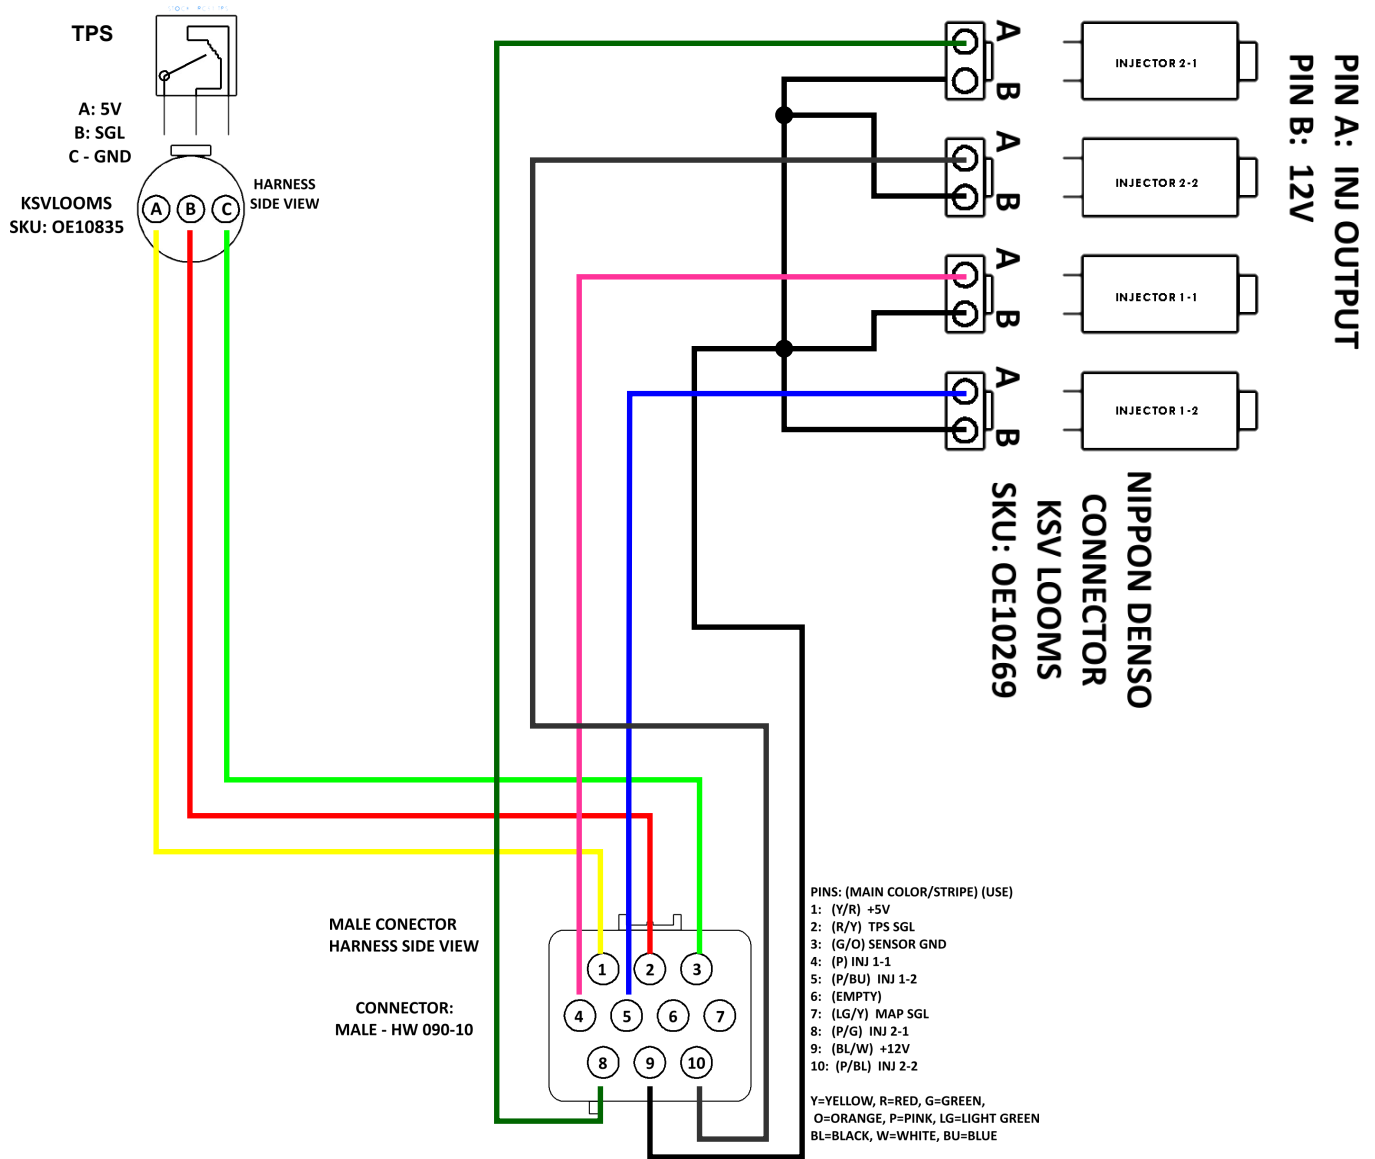 TPS
A: 5V
B: SGL
C - GND
KSVLOOMS
SKU: OE10835
HARNESS
SIDE VIEW
A B C
A
B
INJECTOR 2-1
A
B
INJECTOR 2-2
A
B
INJECTOR 1-1
A
B
INJECTOR 1-2
PIN A: INJ OUTPUT
PIN B: 12V
NIPPON DENSO
CONNECTOR
KSV LOOMS
SKU: OE10269
MALE CONECTOR
HARNESS SIDE VIEW
CONNECTOR:
MALE - HW 090-10
1 2 3
4 5 6 7
8 9 10
PINS: (MAIN COLOR/STRIPE) (USE)
1: (Y/R) +5V
2: (R/Y) TPS SGL
3: (G/O) SENSOR GND
4: (P) INJ 1-1
5: (P/BU) INJ 1-2
6: (EMPTY)
7: (LG/Y) MAP SGL
8: (P/G) INJ 2-1
9: (BL/W) +12V
10: (P/BL) INJ 2-2
Y=YELLOW, R=RED, G=GREEN,
O=ORANGE, P=PINK, LG=LIGHT GREEN
BL=BLACK, W=WHITE, BU=BLUE